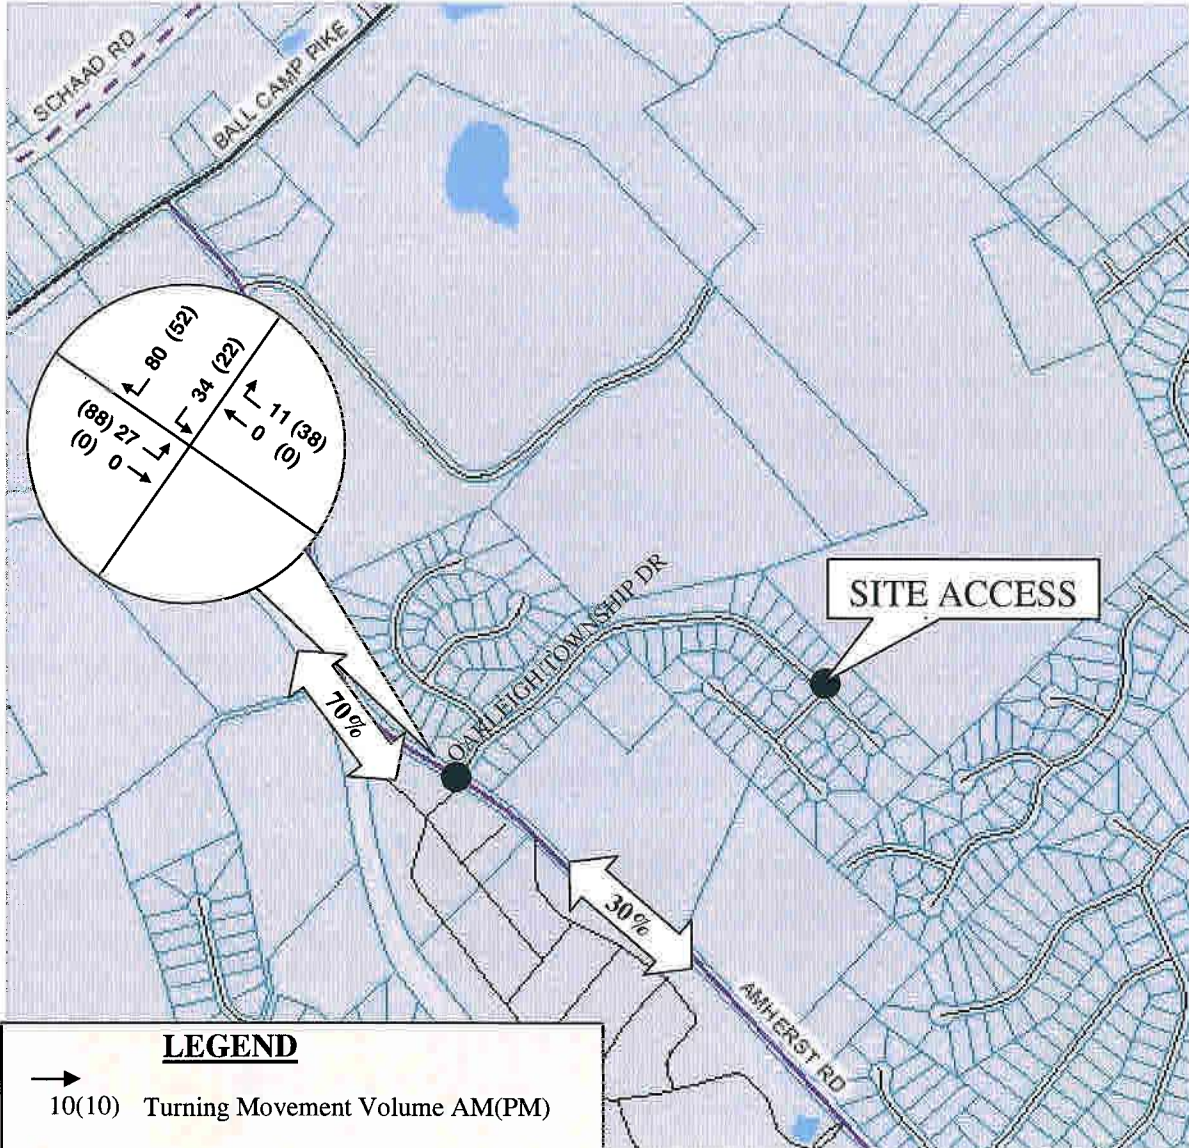 SCHAAD RD
BALL CAMP PIKE
80 (52)
34 (22)
11 (38)
0 (0)
(88) 27
(0) 0
SITE ACCESS
OAKLEIGH TOWNSHIP DR
70%
30%
AMHERST RD
LEGEND
10(10) Turning Movement Volume AM(PM)